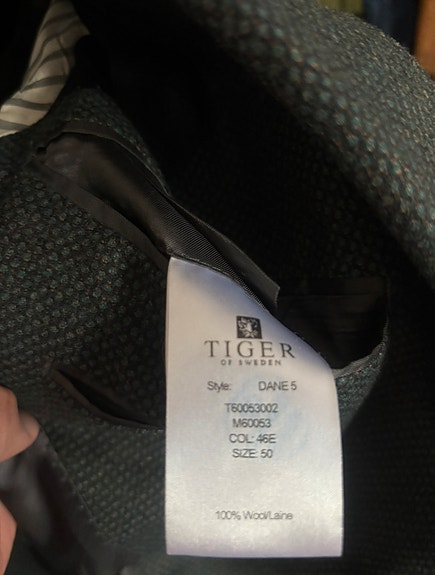 TIGER
OF SWEDEN
Style: DANE 5
T60053002
M60053
COL: 46E
SIZE: 50
100% Wool/Laine